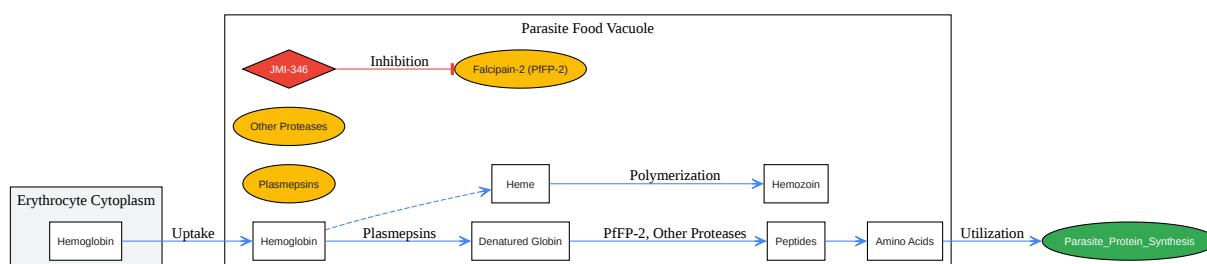 Parasite Food Vacuole
JMI-346
Inhibition
Falcipain-2 (PfFP-2)
Other Proteases
Plasmepsins
Heme
Polymerization
Hemozoin
Erythrocyte Cytoplasm
Hemoglobin
Uptake
Hemoglobin
Plasmepsins
Denatured Globin
PfFP-2, Other Proteases
Peptides
Amino Acids
Utilization
Parasite_Protein_Synthesis